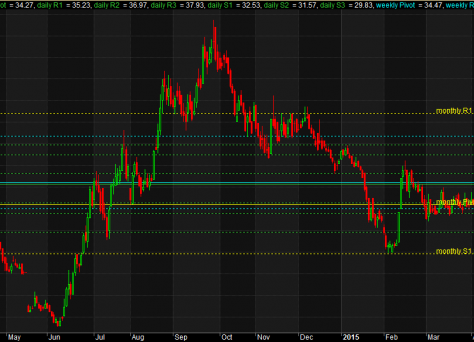 ot = 34.27, daily R1 = 35.23, daily R2 = 36.97, daily R3 = 37.93, daily S1 = 32.53, daily S2 = 31.57, daily S3 = 29.83, weekly Pivot = 34.47, weekly R
monthly R1
monthly Piv
monthly S1
May Jun Jul Aug Sep Oct Nov Dec 2015 Feb Mar